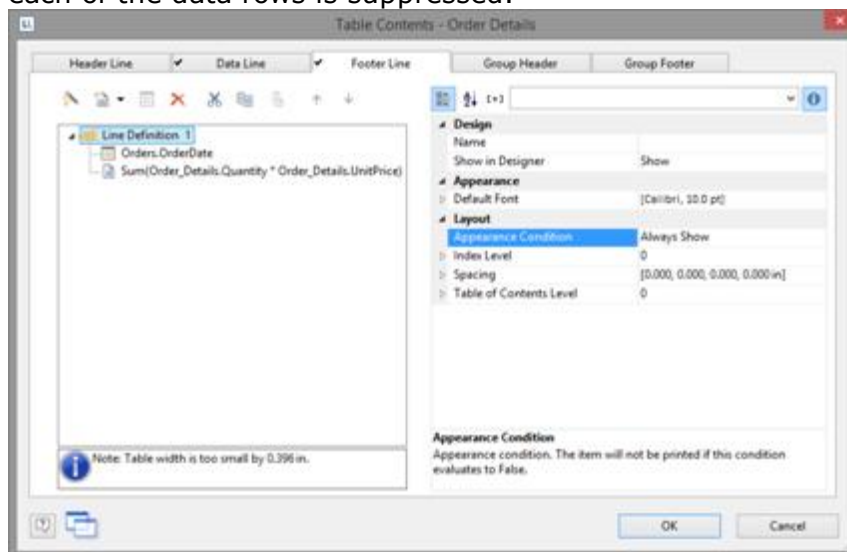 each of the data rows is suppressed:
LL
Table Contents - Order Details
Header Line
Data Line
Footer Line
Group Header
Group Footer
Line Definition 1
Orders.OrderDate
Sum(Order_Details.Quantity * Order_Details.UnitPrice)
Design
Name
Show in Designer Show
Appearance
Default Font [Calibri, 10.0 pt]
Layout
Appearance Condition Always Show
Index Level 0
Spacing [0.000, 0.000, 0.000, 0.000 in]
Table of Contents Level 0
Appearance Condition
Appearance condition. The item will not be printed if this condition
evaluates to False.
Note: Table width is too small by 0.396 in.
OK
Cancel